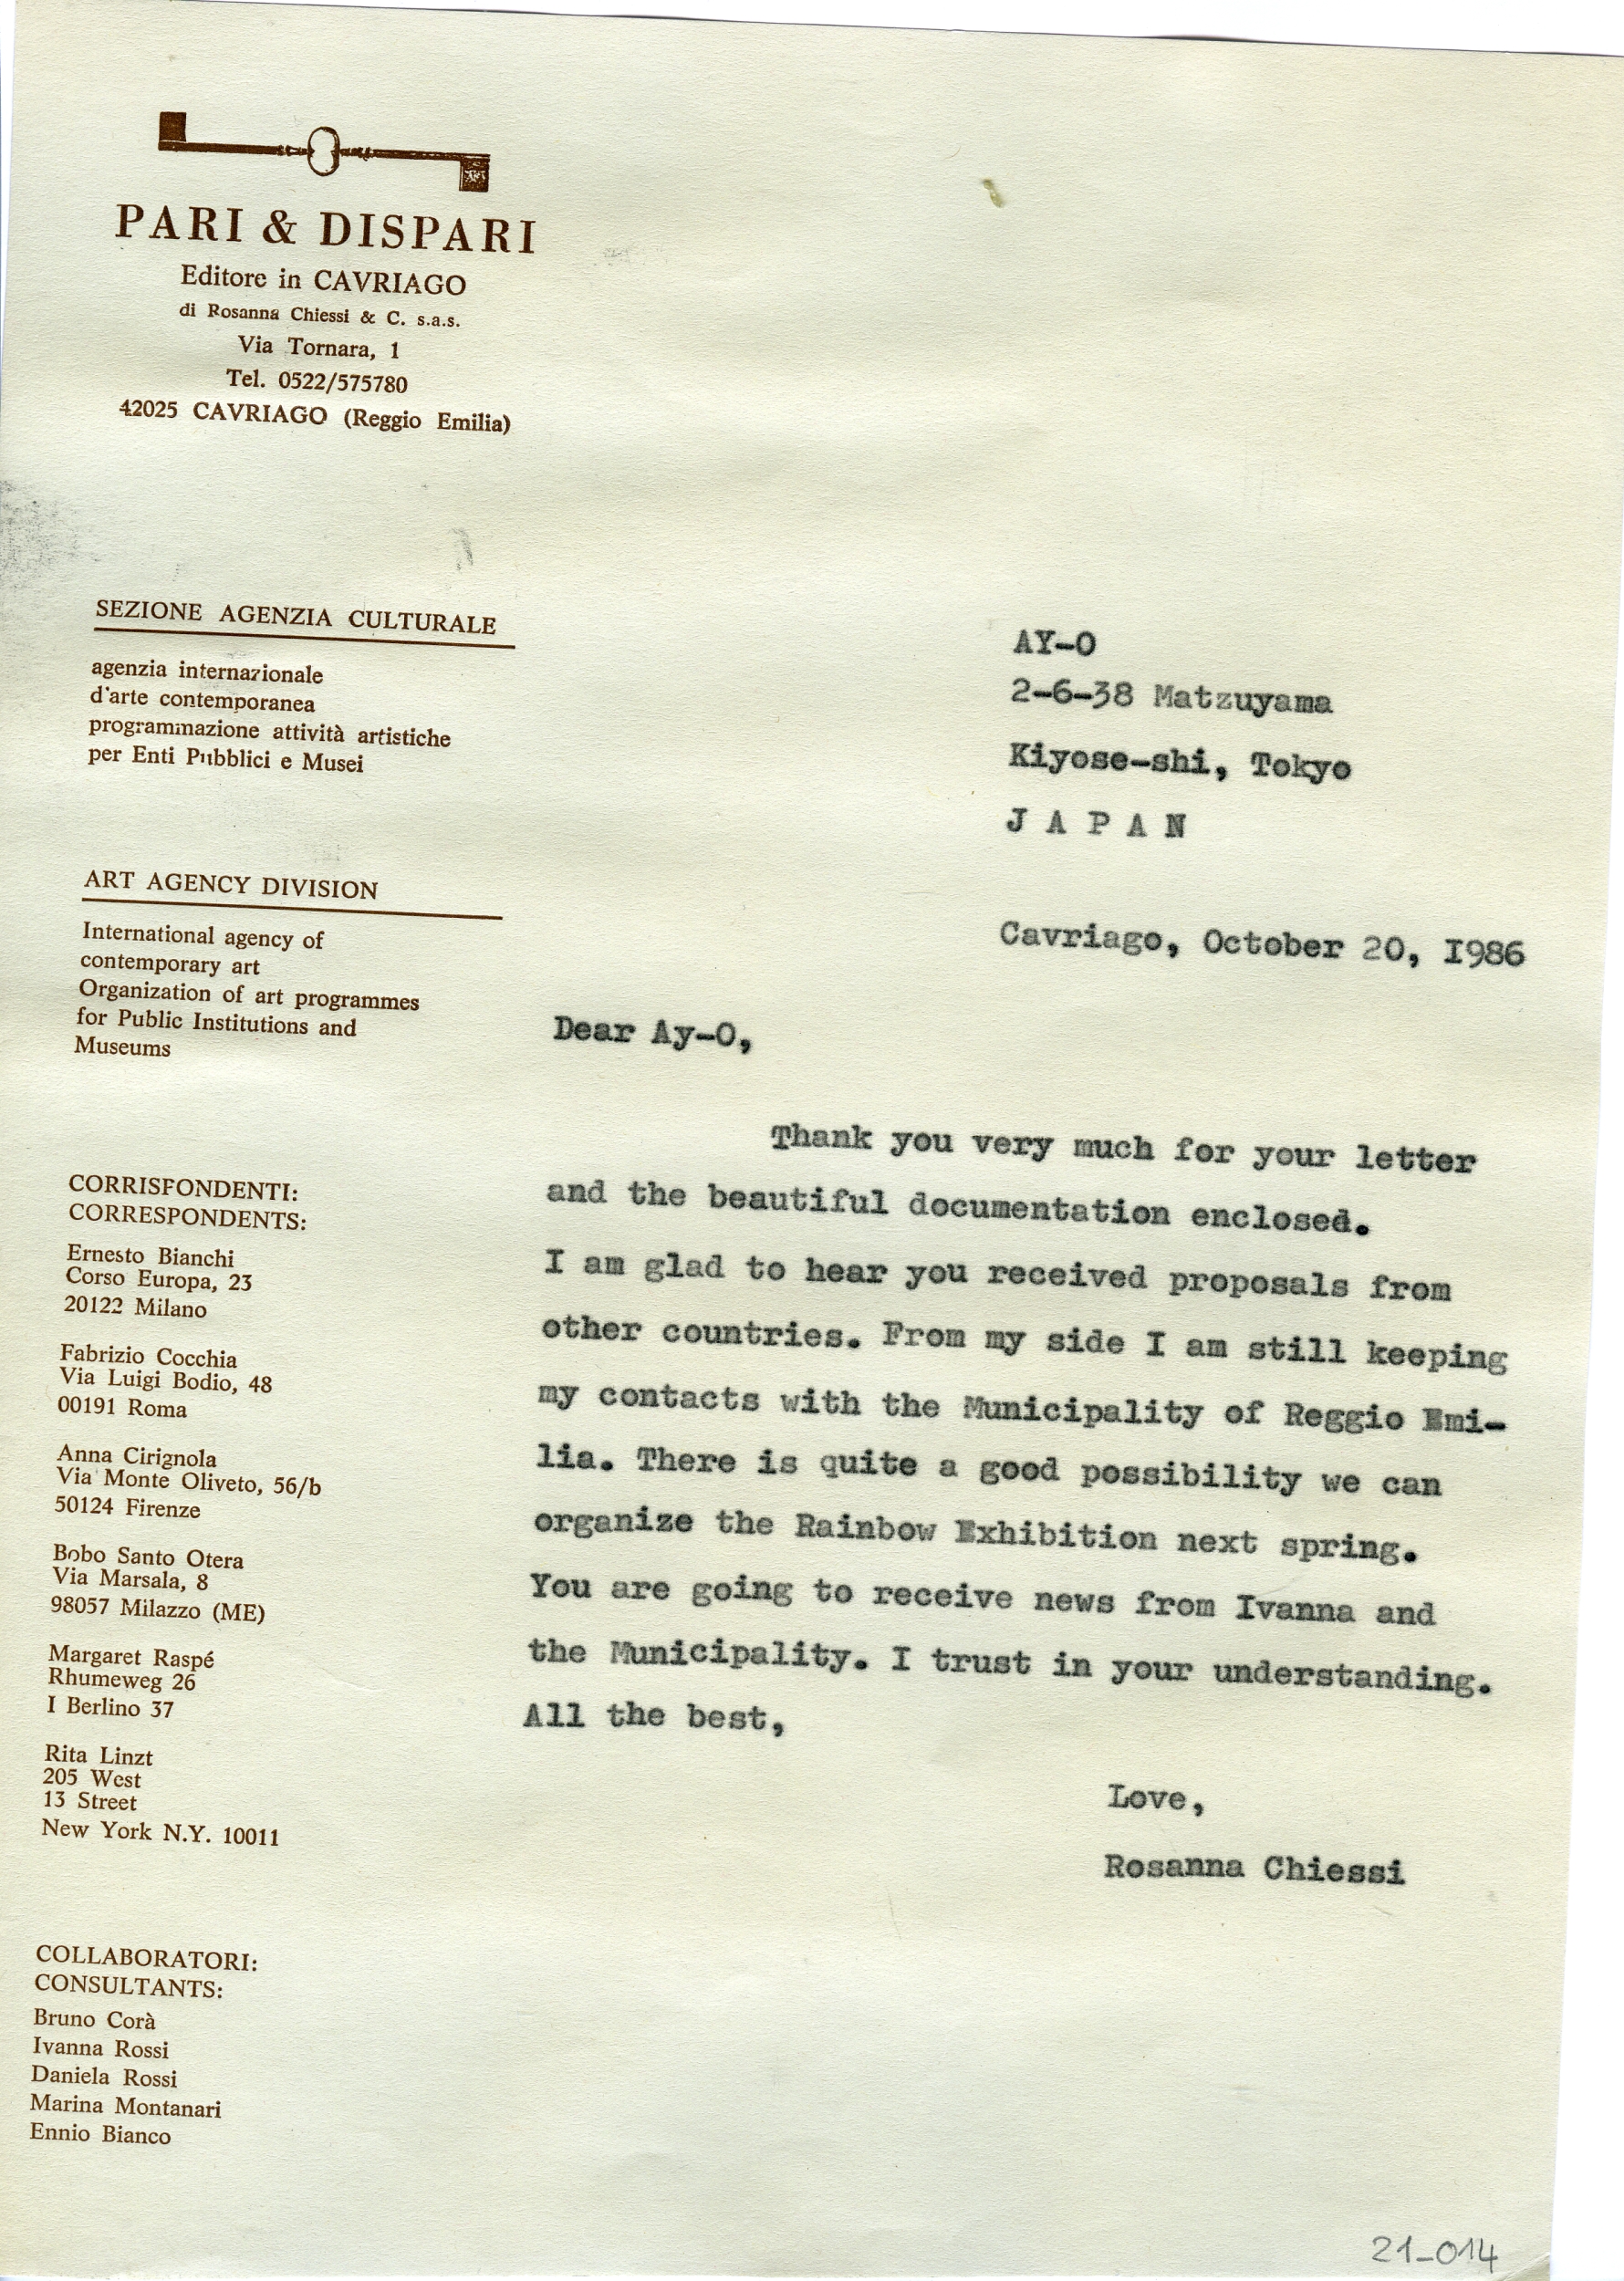 PARI & DISPARI
Editore in CAVRIAGO
di Rosanna Chiessi & C. s.a.s.
Via Tornara, 1
Tel. 0522/575780
42025 CAVRIAGO (Reggio Emilia)
SEZIONE AGENZIA CULTURALE
agenzia internazionale
d'arte contemporanea
programmazione attività artistiche
per Enti Pubblici e Musei
ART AGENCY DIVISION
International agency of
contemporary art
Organization of art programmes
for Public Institutions and
Museums
CORRISPONDENTI:
CORRESPONDENTS:
Ernesto Bianchi
Corso Europa, 23
20122 Milano
Fabrizio Cocchia
Via Luigi Bodio, 48
00191 Roma
Anna Cirignola
Via Monte Oliveto, 56/b
50124 Firenze
Bobo Santo Otera
Via Marsala, 8
98057 Milazzo (ME)
Margaret Raspé
Rhumeweg 26
I Berlino 37
Rita Linzt
205 West
13 Street
New York N.Y. 10011
COLLABORATORI:
CONSULTANTS:
Bruno Corà
Ivanna Rossi
Daniela Rossi
Marina Montanari
Ennio Bianco
AY-O
2-6-38 Matzuyama
Kiyose-shi, Tokyo
J A P A N
Cavriago, October 20, I986
Dear Ay-O,
Thank you very much for your letter
and the beautiful documentation enclosed.
I am glad to hear you received proposals from
other countries. From my side I am still keeping
my contacts with the Municipality of Reggio Emi-
lia. There is quite a good possibility we can
organize the Rainbow Exhibition next spring.
You are going to receive news from Ivanna and
the Municipality. I trust in your understanding.
All the best,
Love,
Rosanna Chiessi
21_014